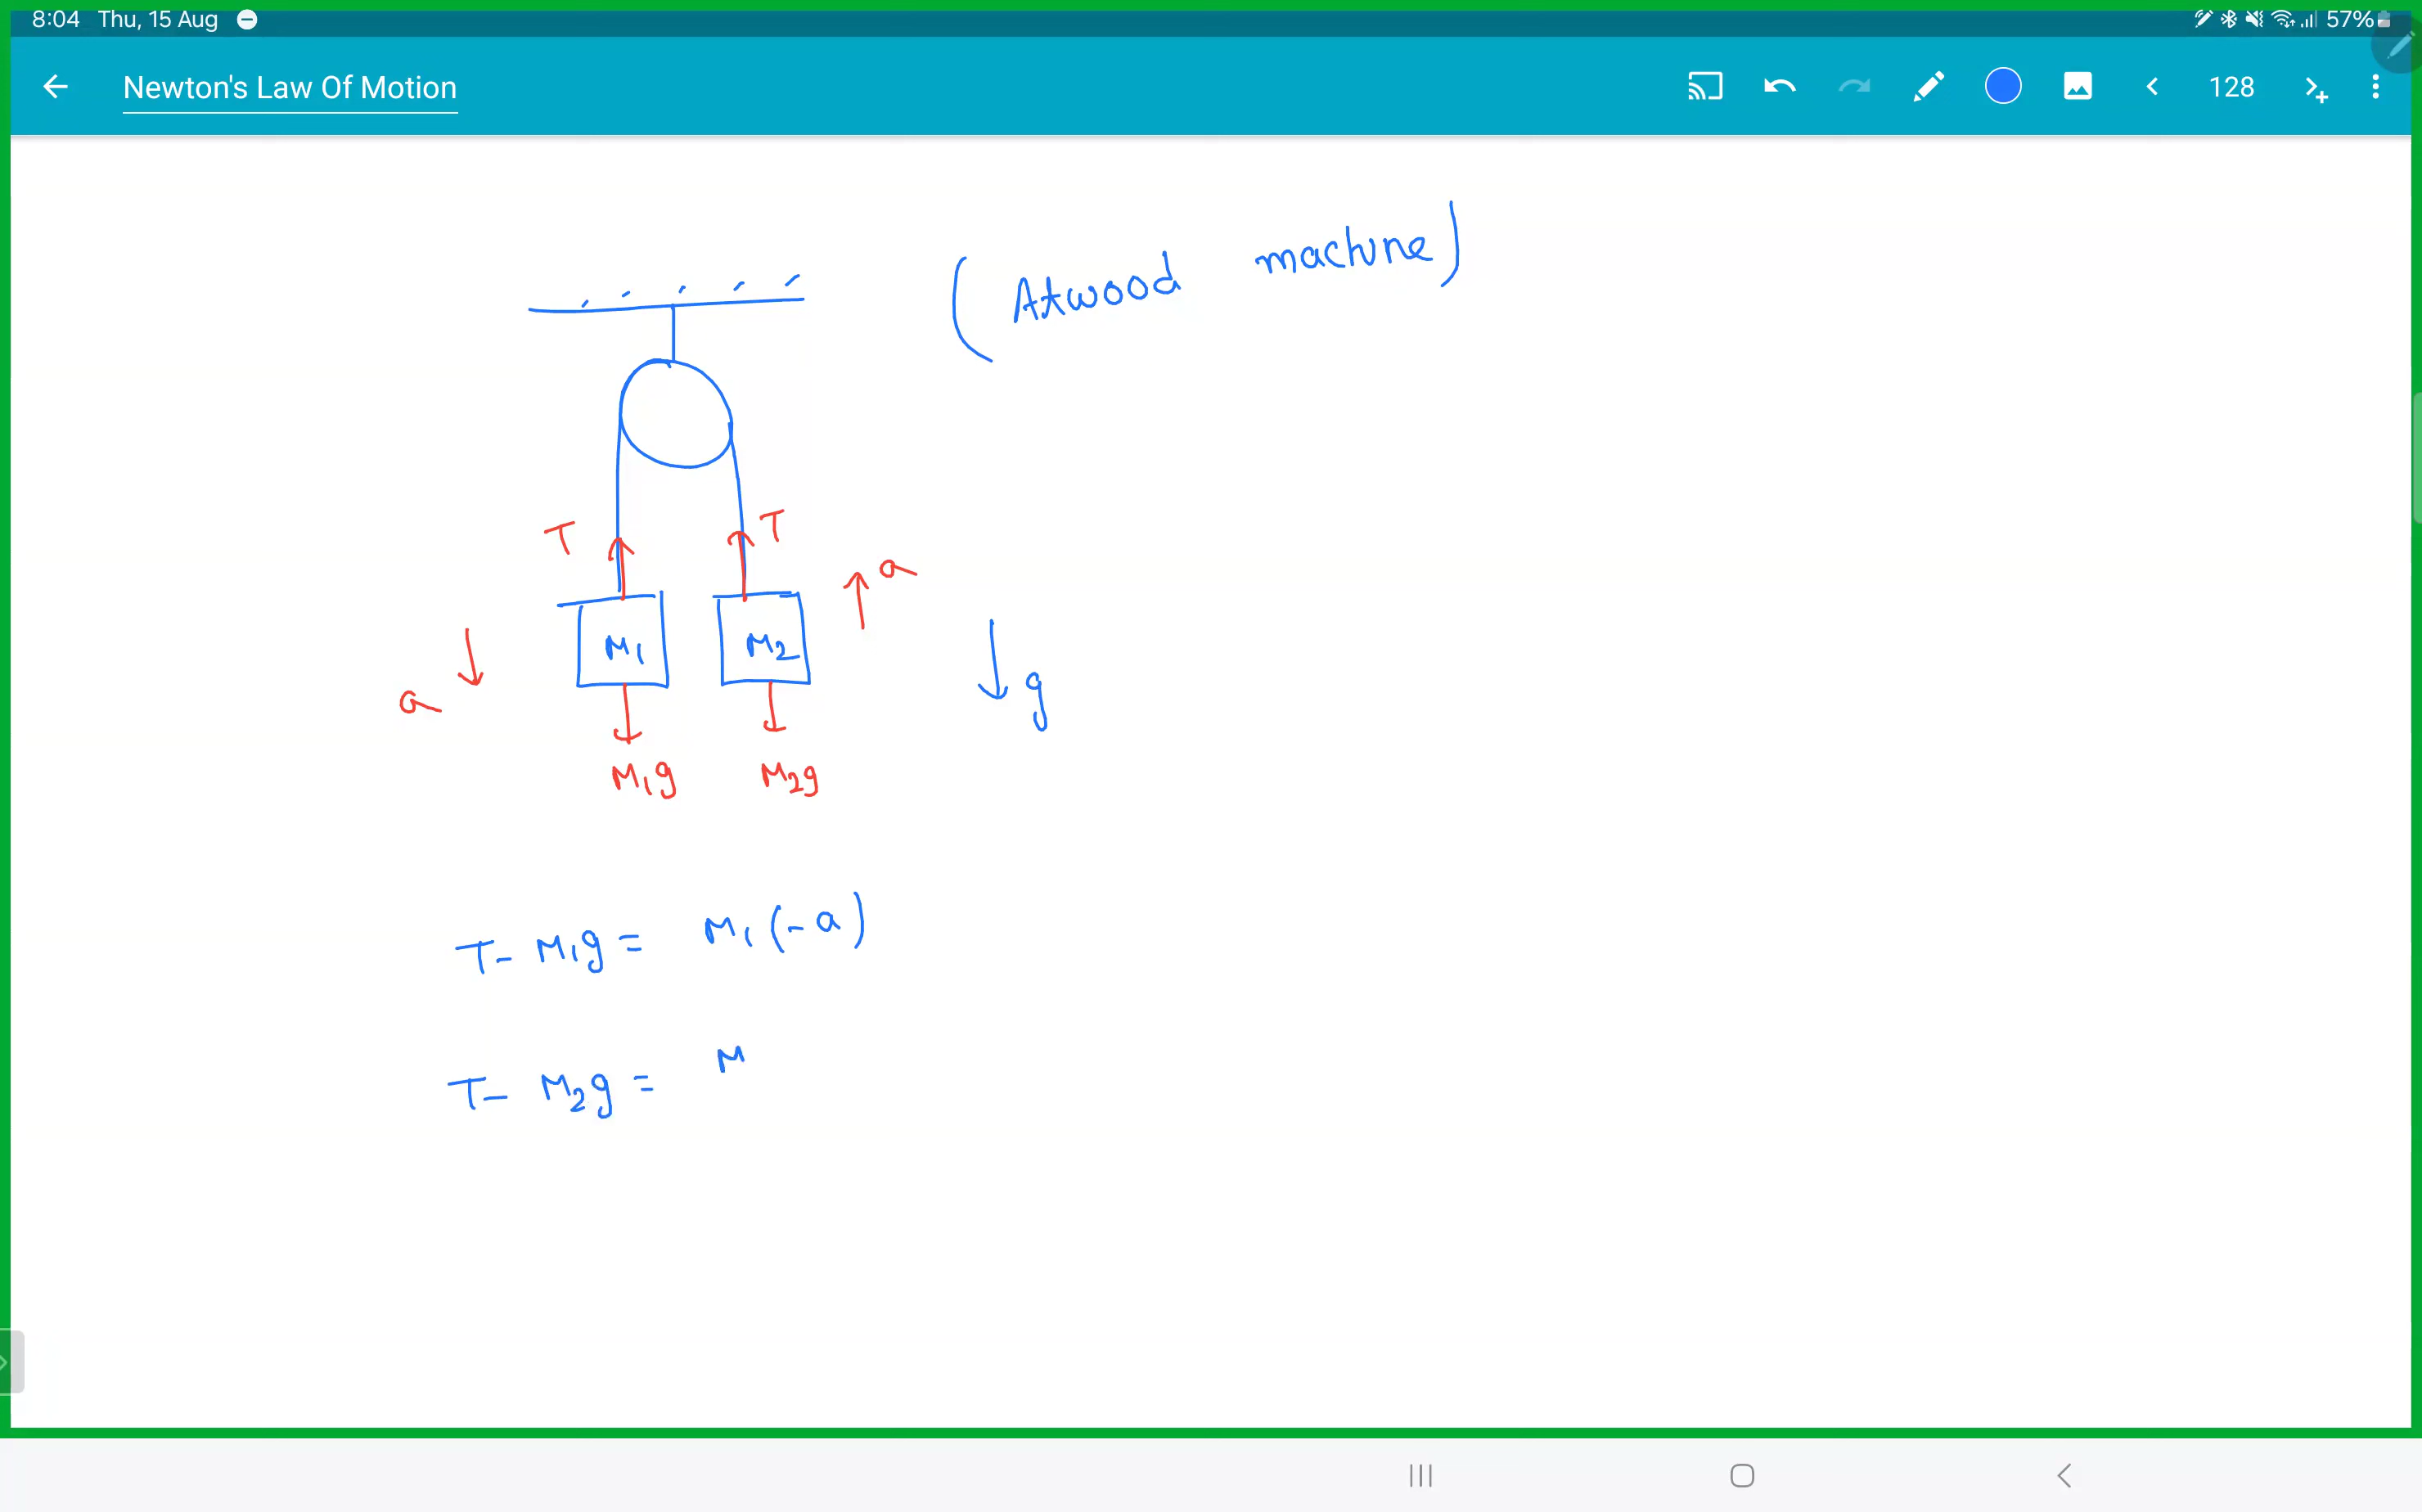 8:04 Thu, 15 Aug 57%
Newton's Law Of Motion 128
(Atwood machine)
T T
a
M1 M2
a g
M1g M2g
T- M1g = M1(-a)
T- M2g = M